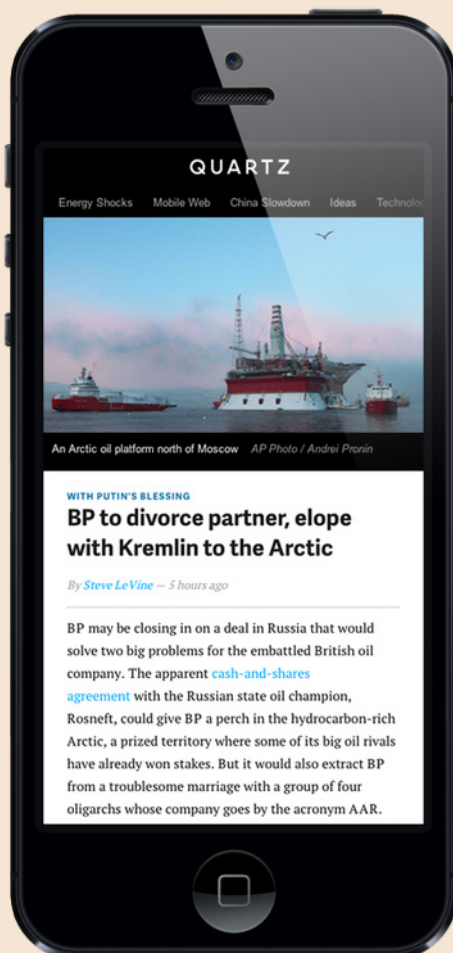 QUARTZ
Energy Shocks Mobile Web China Slowdown Ideas
An Arctic oil platform north of Moscow AP Photo / Andrei Pronin
WITH PUTIN'S BLESSING
BP to divorce partner, elope
with Kremlin to the Arctic
By Steve LeVine — 5 hours ago
BP may be closing in on a deal in Russia that would
solve two big problems for the embattled British oil
company. The apparent cash-and-shares
agreement with the Russian state oil champion,
Rosneft, could give BP a perch in the hydrocarbon-rich
Arctic, a prized territory where some of its big oil rivals
have already won stakes. But it would also extract BP
from a troublesome marriage with a group of four
oligarchs whose company goes by the acronym AAR.